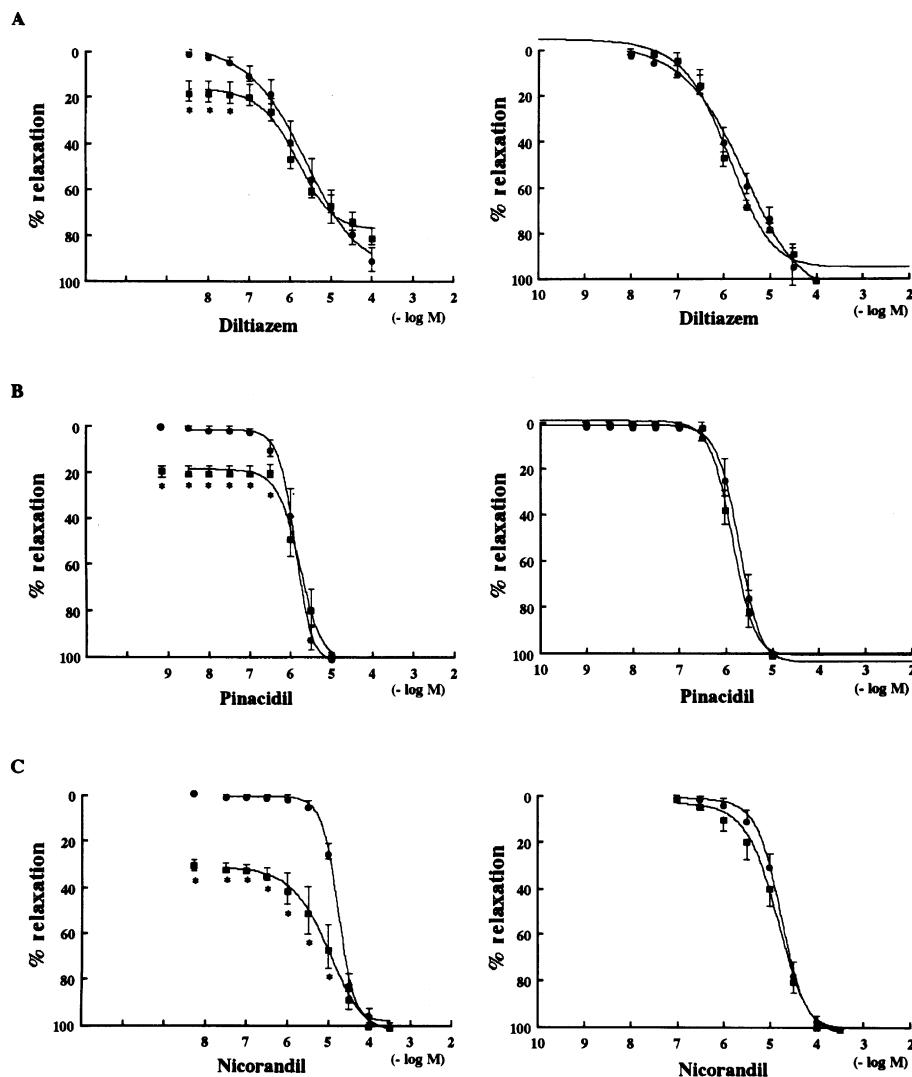 A
% relaxation
0
20
40
60
80
100
8 7 6 5 4 3 2
(- log M)
Diltiazem
% relaxation
0
20
40
60
80
100
10 9 8 7 6 5 4 3 2
(- log M)
Diltiazem
* * *
B
% relaxation
0
20
40
60
80
100
9 8 7 6 5 4 3 2
(- log M)
Pinacidil
* * * * * *
% relaxation
0
20
40
60
80
100
10 9 8 7 6 5 4 3 2
(- log M)
Pinacidil
C
% relaxation
0
20
40
60
80
100
8 7 6 5 4 3 2
(- log M)
Nicorandil
* * * * * * *
% relaxation
0
20
40
60
80
100
10 9 8 7 6 5 4 3 2
(- log M)
Nicorandil